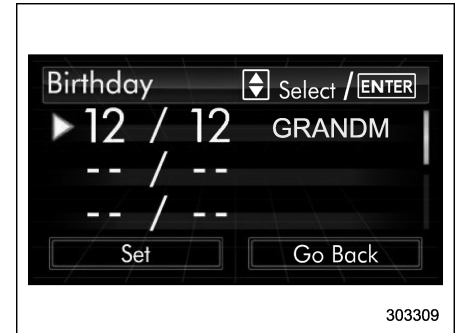 Birthday Select / ENTER
12 / 12 GRANDM
-- / --
-- / --
Set Go Back
303309